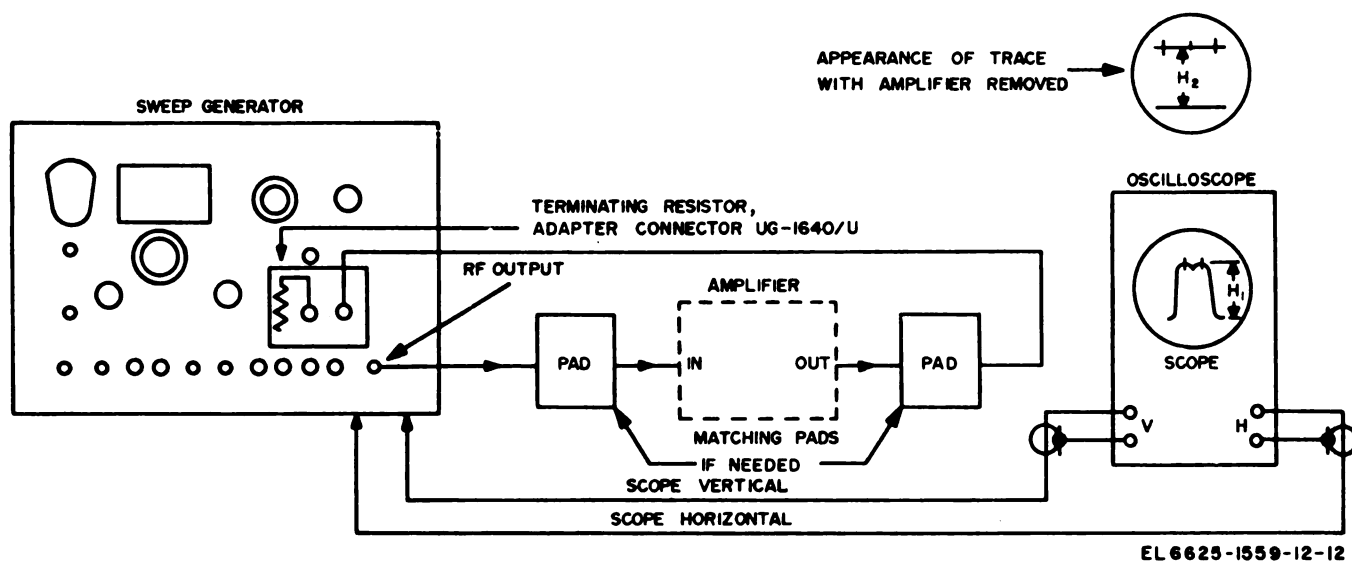 APPEARANCE OF TRACE
WITH AMPLIFIER REMOVED
H2
SWEEP GENERATOR
OSCILLOSCOPE
TERMINATING RESISTOR,
ADAPTER CONNECTOR UG-1640/U
RF OUTPUT
AMPLIFIER
H1
PAD
IN
OUT
PAD
SCOPE
MATCHING PADS
IF NEEDED
V
H
SCOPE VERTICAL
SCOPE HORIZONTAL
EL6625-1559-12-12